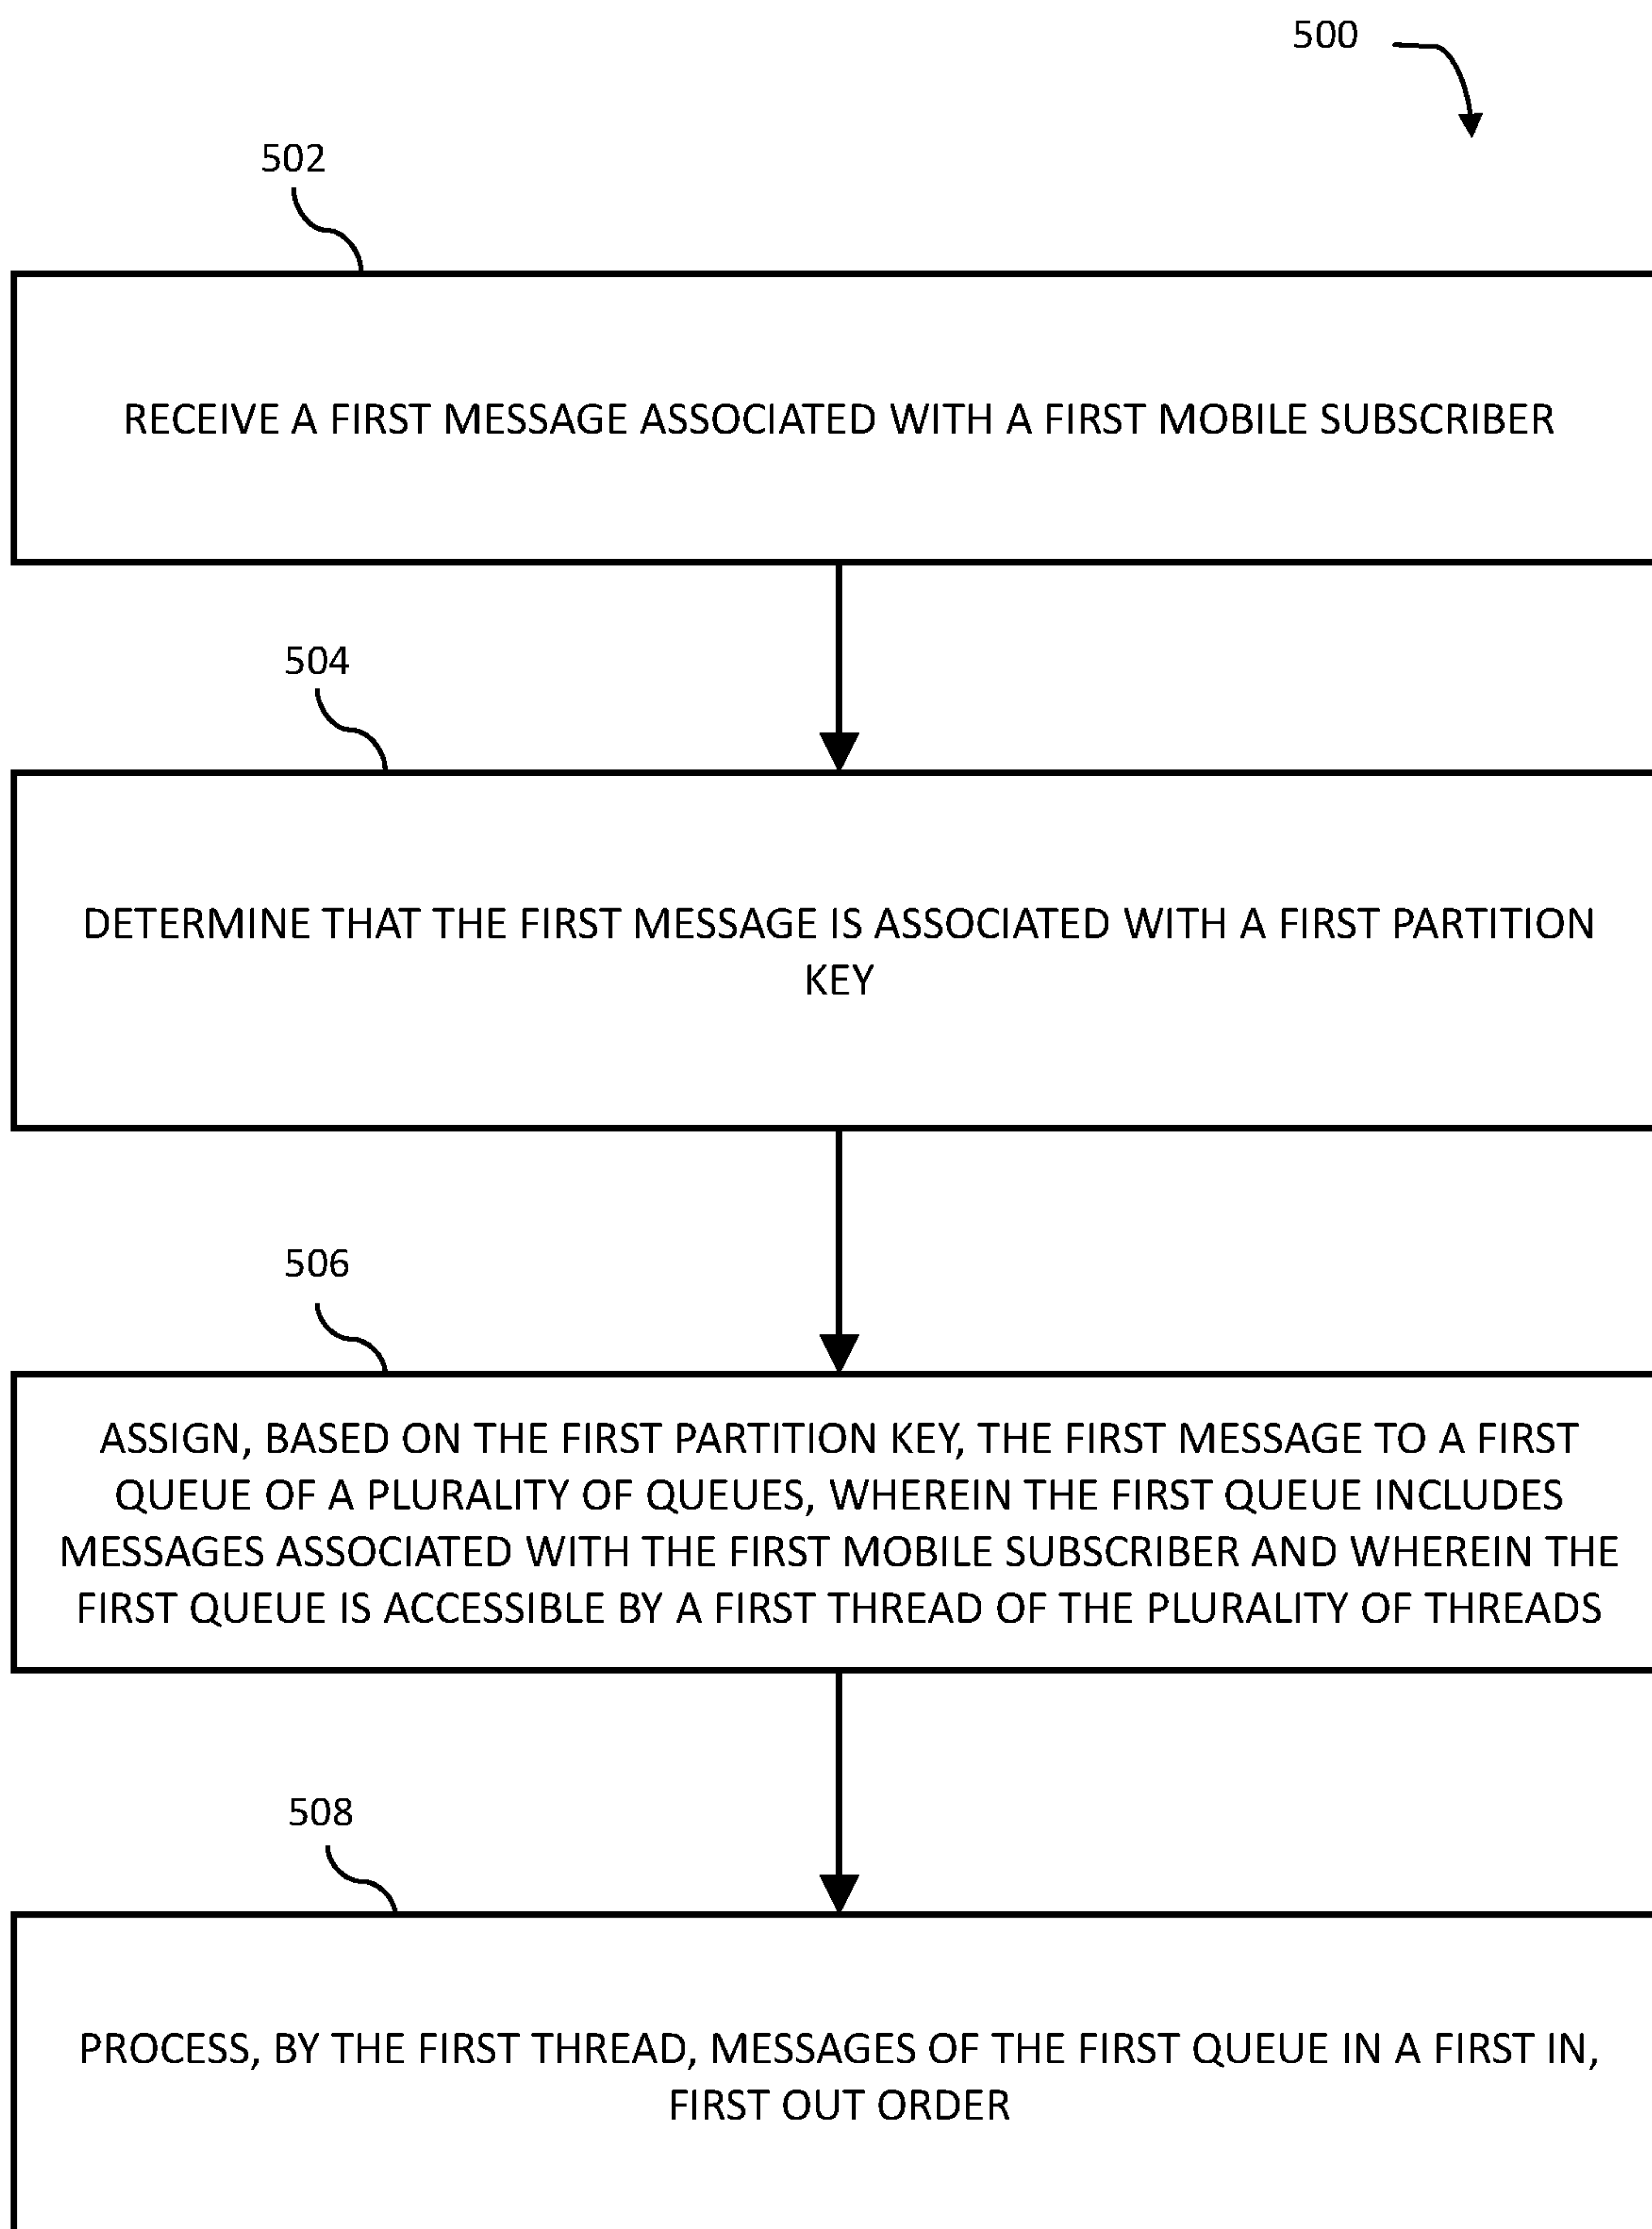 500
502
RECEIVE A FIRST MESSAGE ASSOCIATED WITH A FIRST MOBILE SUBSCRIBER
504
DETERMINE THAT THE FIRST MESSAGE IS ASSOCIATED WITH A FIRST PARTITION
KEY
506
ASSIGN, BASED ON THE FIRST PARTITION KEY, THE FIRST MESSAGE TO A FIRST
QUEUE OF A PLURALITY OF QUEUES, WHEREIN THE FIRST QUEUE INCLUDES
MESSAGES ASSOCIATED WITH THE FIRST MOBILE SUBSCRIBER AND WHEREIN THE
FIRST QUEUE IS ACCESSIBLE BY A FIRST THREAD OF THE PLURALITY OF THREADS
508
PROCESS, BY THE FIRST THREAD, MESSAGES OF THE FIRST QUEUE IN A FIRST IN,
FIRST OUT ORDER